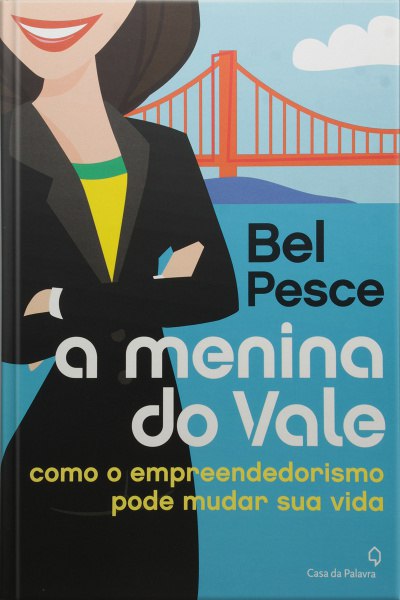 Bel
Pesce
a menina
do Vale
como o empreendedorismo
pode mudar sua vida
Casa da Palavra